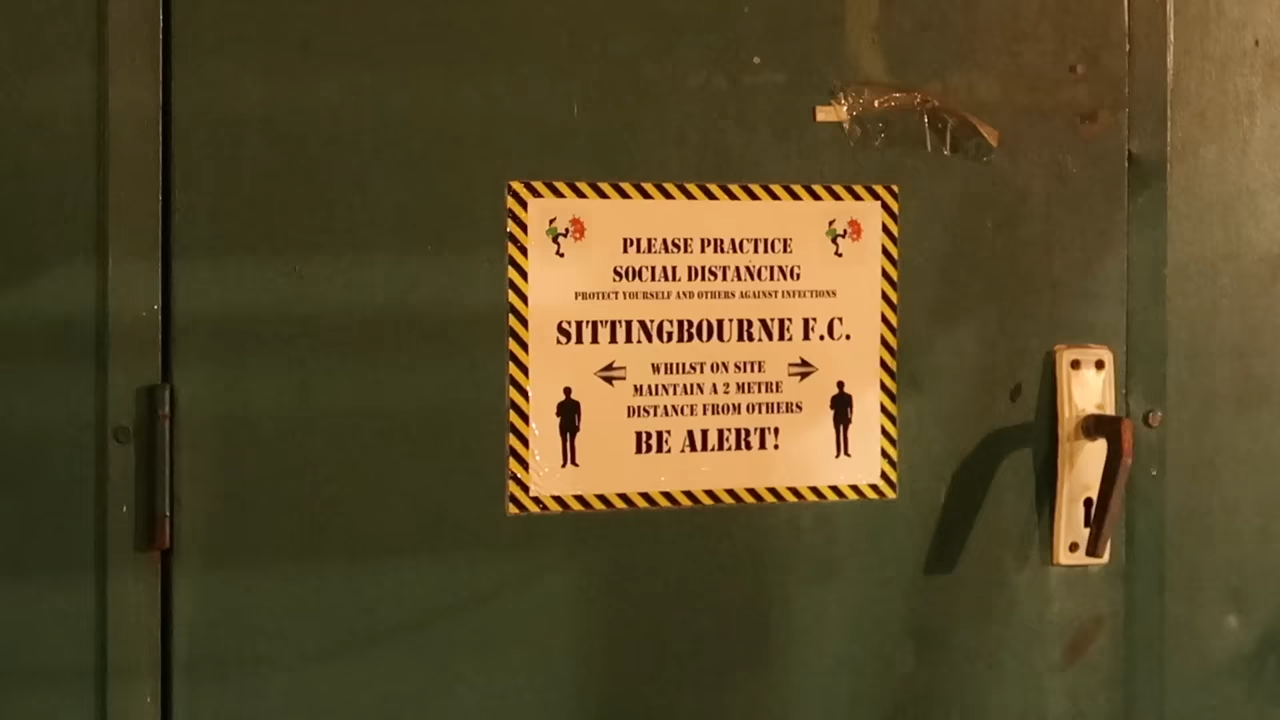 PLEASE PRACTICE
SOCIAL DISTANCING
PROTECT YOURSELF AND OTHERS AGAINST INFECTIONS
SITTINGBOURNE F.C.
WHILST ON SITE
MAINTAIN A 2 METRE
DISTANCE FROM OTHERS
BE ALERT!